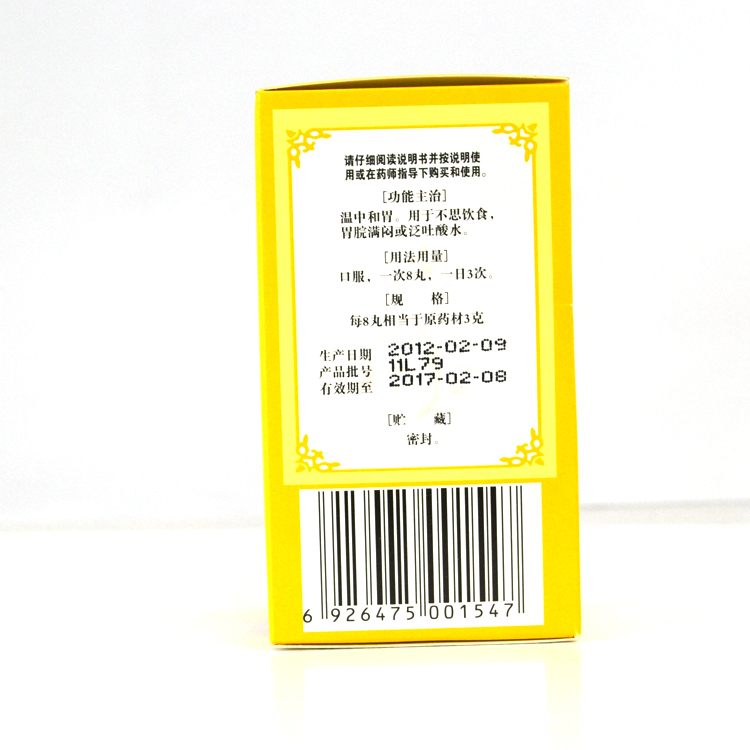 请仔细阅读说明书并按说明使
用或在药师指导下购买和使用。
[功能主治]
温中和胃。用于不思饮食，
胃脘满闷或泛吐酸水。
[用法用量]
口服，一次8丸，一日3次。
[规 格]
每8丸相当于原药材3克
生产日期 2012-02-09
产品批号 11L79
有效期至 2017-02-08
[贮 藏]
密封。
6 926475 001547